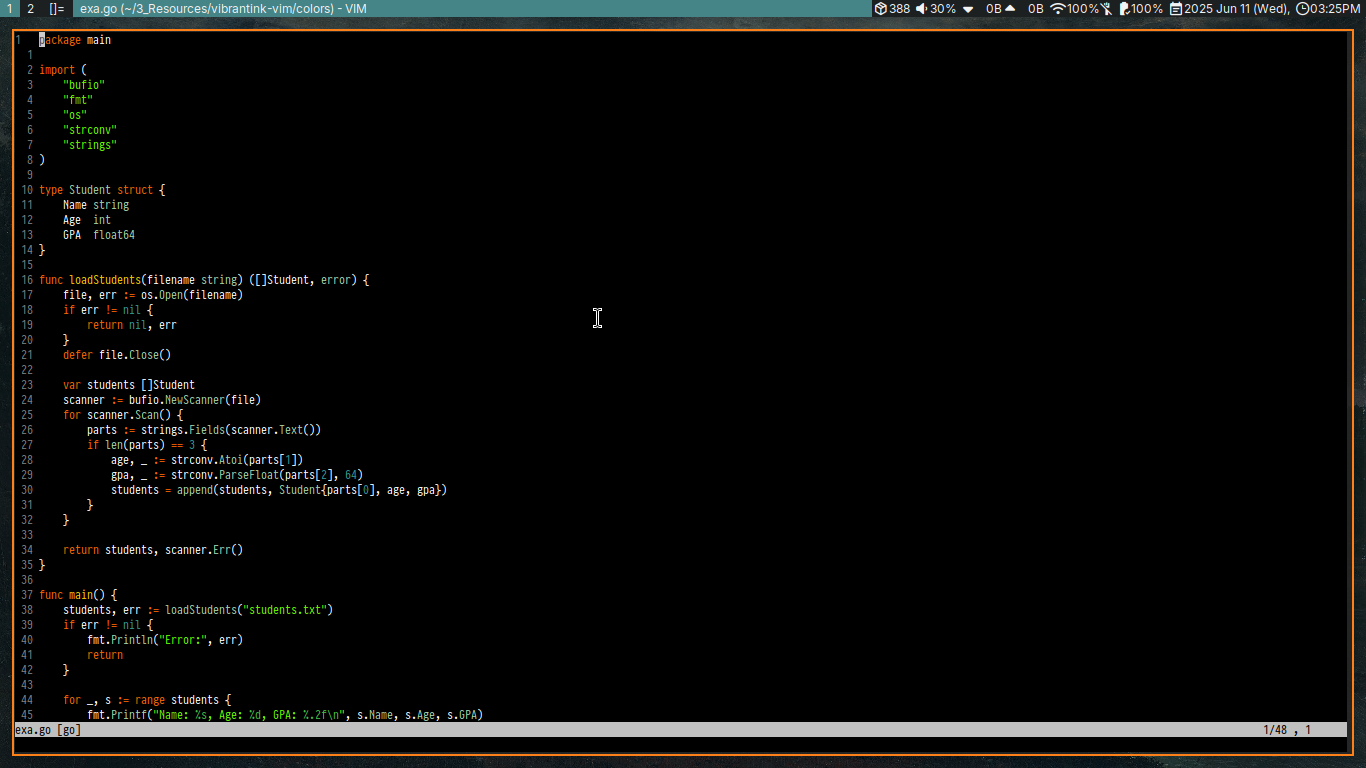 1 2 []= exa.go (~/3_Resources/vibrantink-vim/colors) - VIM 388 30% 0B 0B 100% 100% 2025 Jun 11 (Wed), 03:25PM
1 package main
1
2 import (
3 "bufio"
4 "fmt"
5 "os"
6 "strconv"
7 "strings"
8 )
9
10 type Student struct {
11 Name string
12 Age int
13 GPA float64
14 }
15
16 func loadStudents(filename string) ([]Student, error) {
17 file, err := os.Open(filename)
18 if err != nil {
19 return nil, err
20 }
21 defer file.Close()
22
23 var students []Student
24 scanner := bufio.NewScanner(file)
25 for scanner.Scan() {
26 parts := strings.Fields(scanner.Text())
27 if len(parts) == 3 {
28 age, _ := strconv.Atoi(parts[1])
29 gpa, _ := strconv.ParseFloat(parts[2], 64)
30 students = append(students, Student{parts[0], age, gpa})
31 }
32 }
33
34 return students, scanner.Err()
35 }
36
37 func main() {
38 students, err := loadStudents("students.txt")
39 if err != nil {
40 fmt.Println("Error:", err)
41 return
42 }
43
44 for _, s := range students {
45 fmt.Printf("Name: %s, Age: %d, GPA: %.2f\n", s.Name, s.Age, s.GPA)
exa.go [go] 1/48 , 1